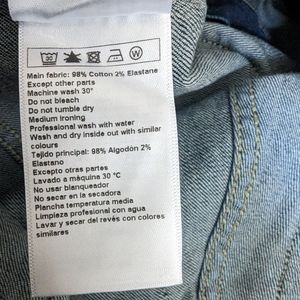 30
W
Main fabric: 98% Cotton 2% Elastane
Except other parts
Machine wash 30°
Do not bleach
Do not tumble dry
Medium ironing
Professional wash with water
Wash and dry inside out with similar
colours
Tejido principal: 98% Algodón 2%
Elastano
Except otras partes
Lavado a máquina 30 °C
No usar blanqueador
No secar en la secadora
Plancha temperatura media
Limpieza profesional con agua
Lavar y secar del revés con colores
similares